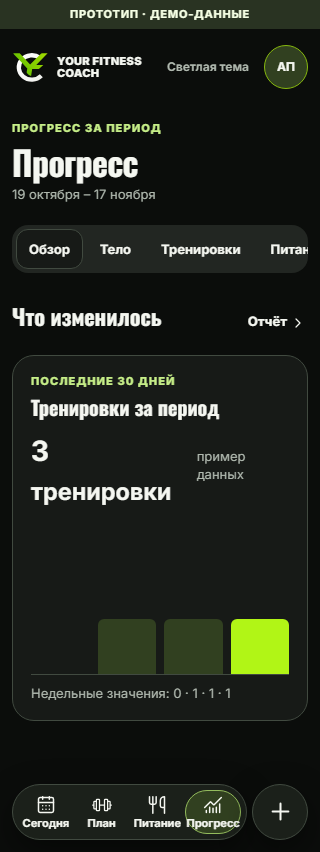 ПРОТОТИП · ДЕМО-ДАННЫЕ
YOUR FITNESS
COACH
Светлая тема
АП
ПРОГРЕСС ЗА ПЕРИОД
Прогресс
19 октября – 17 ноября
Обзор
Тело
Тренировки
Питан
Что изменилось
Отчёт
ПОСЛЕДНИЕ 30 ДНЕЙ
Тренировки за период
3
тренировки
пример
данных
Недельные значения: 0 · 1 · 1 · 1
Сегодня
План
Питание
Прогресс